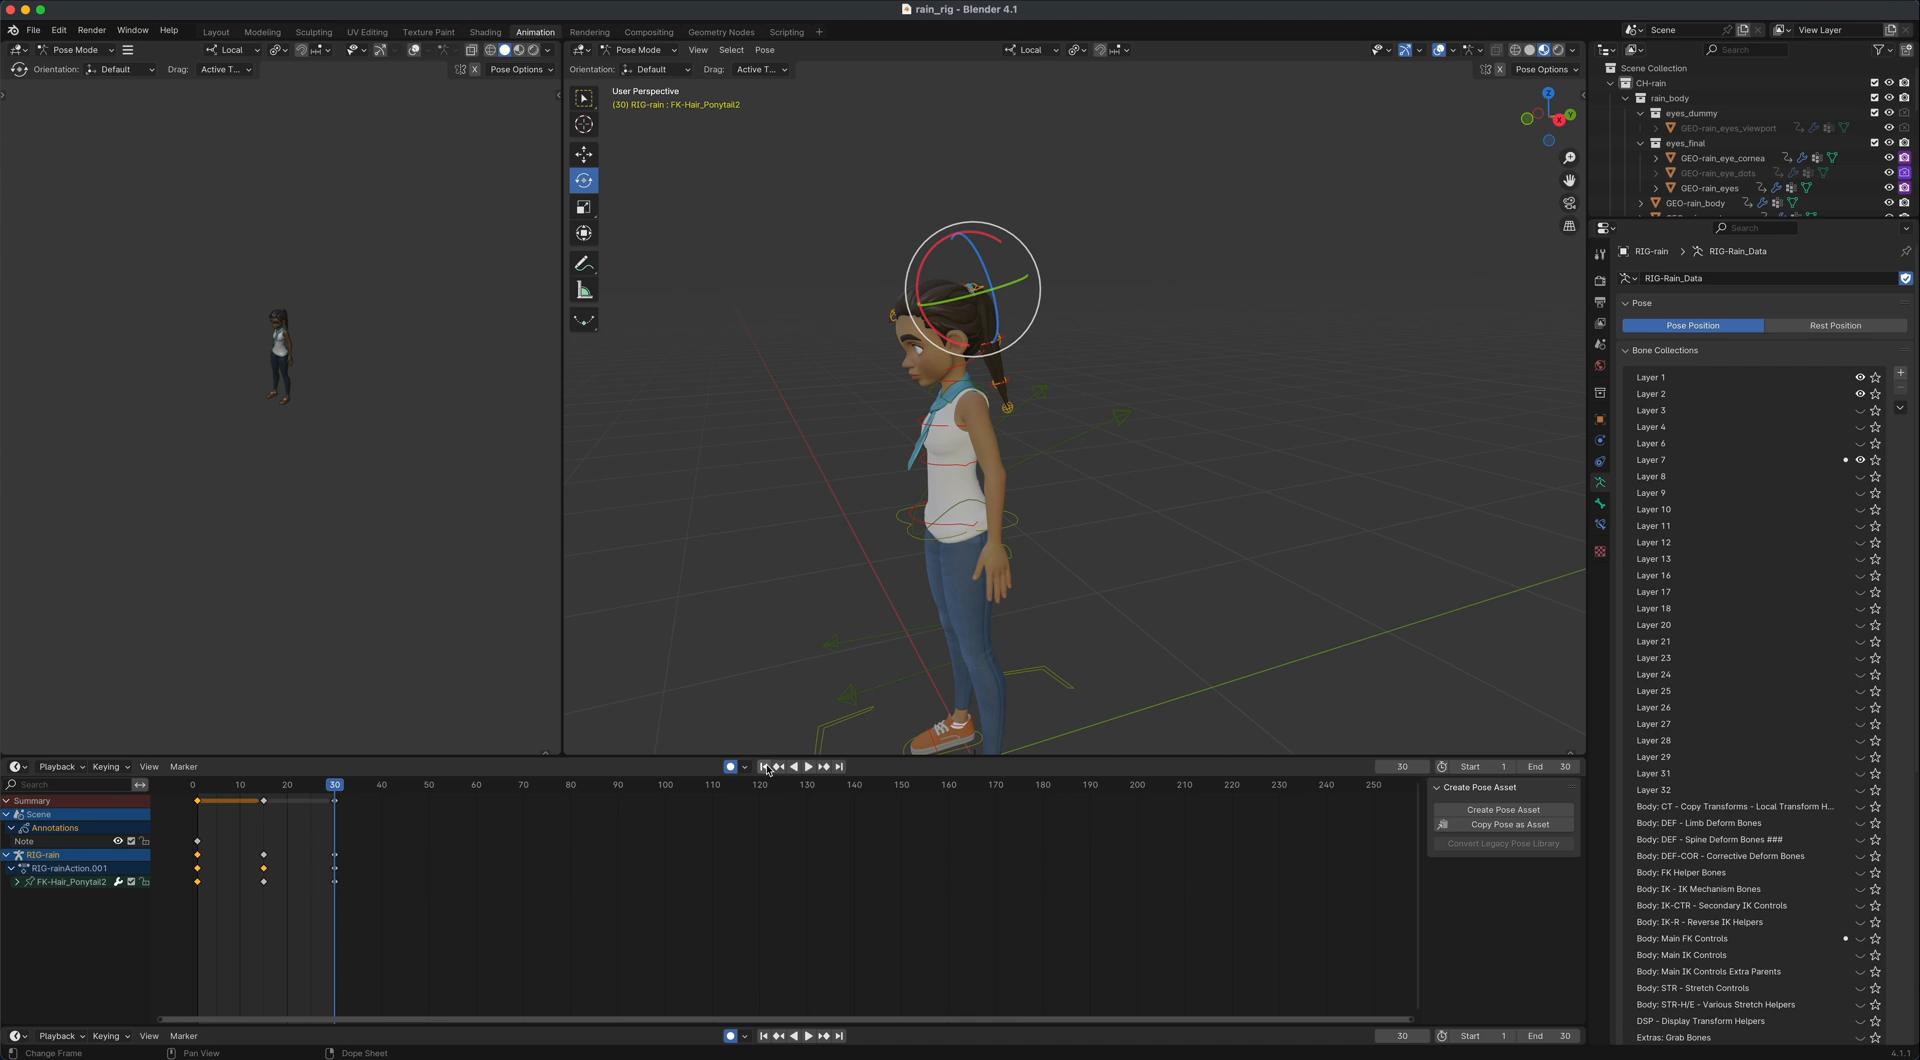 rain_rig - Blender 4.1
File Edit Render Window Help Layout Modeling Sculpting UV Editing Texture Paint Shading Animation Rendering Compositing Geometry Nodes Scripting + Scene View Layer
Pose Mode Local Pose Mode View Select Pose Local Search
Orientation: Default Drag: Active T... X Pose Options Orientation: Default Drag: Active T... X Pose Options
User Perspective
(30) RIG-rain : FK-Hair_Ponytail2
Z
Y
X
Scene Collection
CH-rain
rain_body
eyes_dummy
GEO-rain_eyes_viewport
eyes_final
GEO-rain_eye_cornea
GEO-rain_eye_dots
GEO-rain_eyes
GEO-rain_body
Search
RIG-rain > RIG-Rain_Data
RIG-Rain_Data
Pose
Pose Position Rest Position
Bone Collections
Layer 1
Layer 2
Layer 3
Layer 4
Layer 6
Layer 7
Layer 8
Layer 9
Layer 10
Layer 11
Layer 12
Layer 13
Layer 16
Layer 17
Layer 18
Layer 20
Layer 21
Layer 23
Layer 24
Layer 25
Layer 26
Layer 27
Layer 28
Layer 29
Layer 31
Layer 32
Body: CT - Copy Transforms - Local Transform H...
Body: DEF - Limb Deform Bones
Body: DEF - Spine Deform Bones ###
Body: DEF-COR - Corrective Deform Bones
Body: FK Helper Bones
Body: IK - IK Mechanism Bones
Body: IK-CTR - Secondary IK Controls
Body: IK-R - Reverse IK Helpers
Body: Main FK Controls
Body: Main IK Controls
Body: Main IK Controls Extra Parents
Body: STR - Stretch Controls
Body: STR-H/E - Various Stretch Helpers
DSP - Display Transform Helpers
Extras: Grab Bones
Playback Keying View Marker 30 Start 1 End 30
Search 0 10 20 30 40 50 60 70 80 90 100 110 120 130 140 150 160 170 180 190 200 210 220 230 240 250
Summary
Scene
Annotations
Note
RIG-rain
RIG-rainAction.001
FK-Hair_Ponytail2
Create Pose Asset
Create Pose Asset
Copy Pose as Asset
Convert Legacy Pose Library
Playback Keying View Marker 30 Start 1 End 30
Change Frame Pan View Dope Sheet 4.1.1